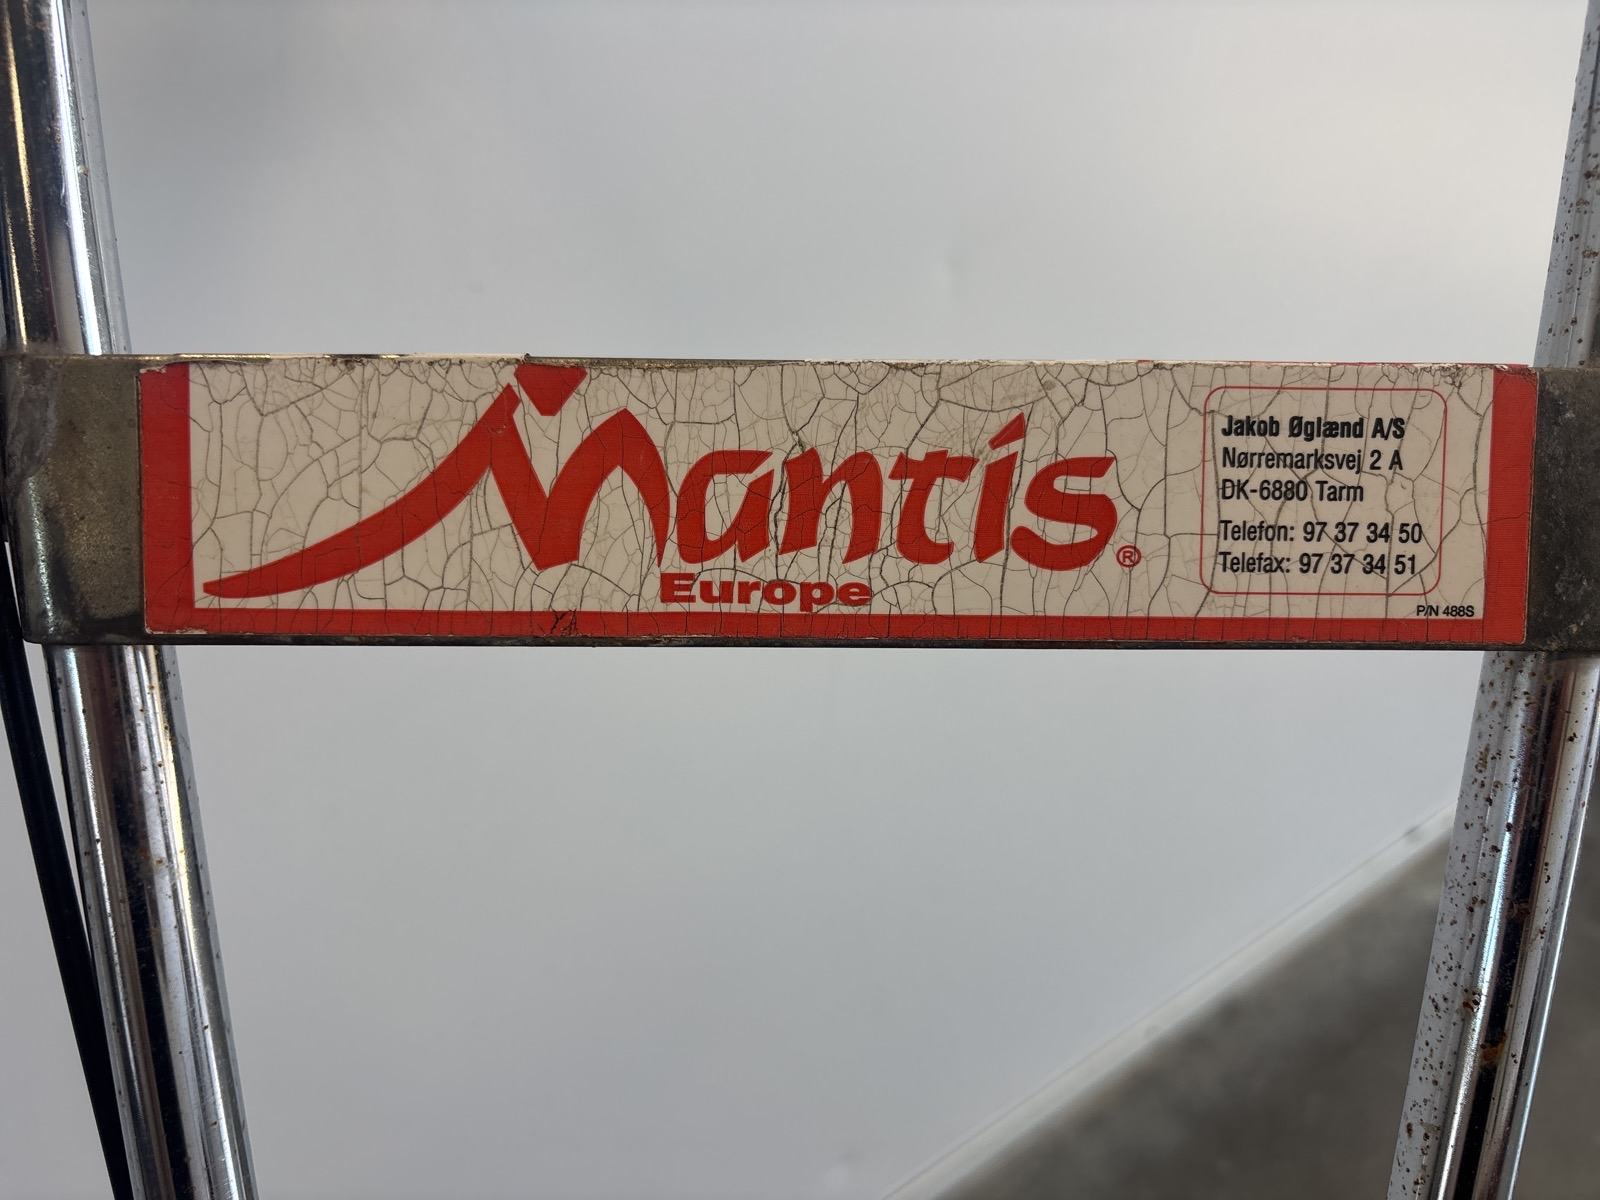 Mantis®
Europe
Jakob Øglænd A/S
Nørremarksvej 2 A
DK-6880 Tarm
Telefon: 97 37 34 50
Telefax: 97 37 34 51
P/N 488S